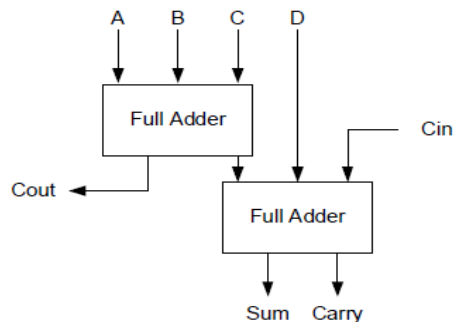 A B C D
Full Adder
Cin
Cout
Full Adder
Sum Carry